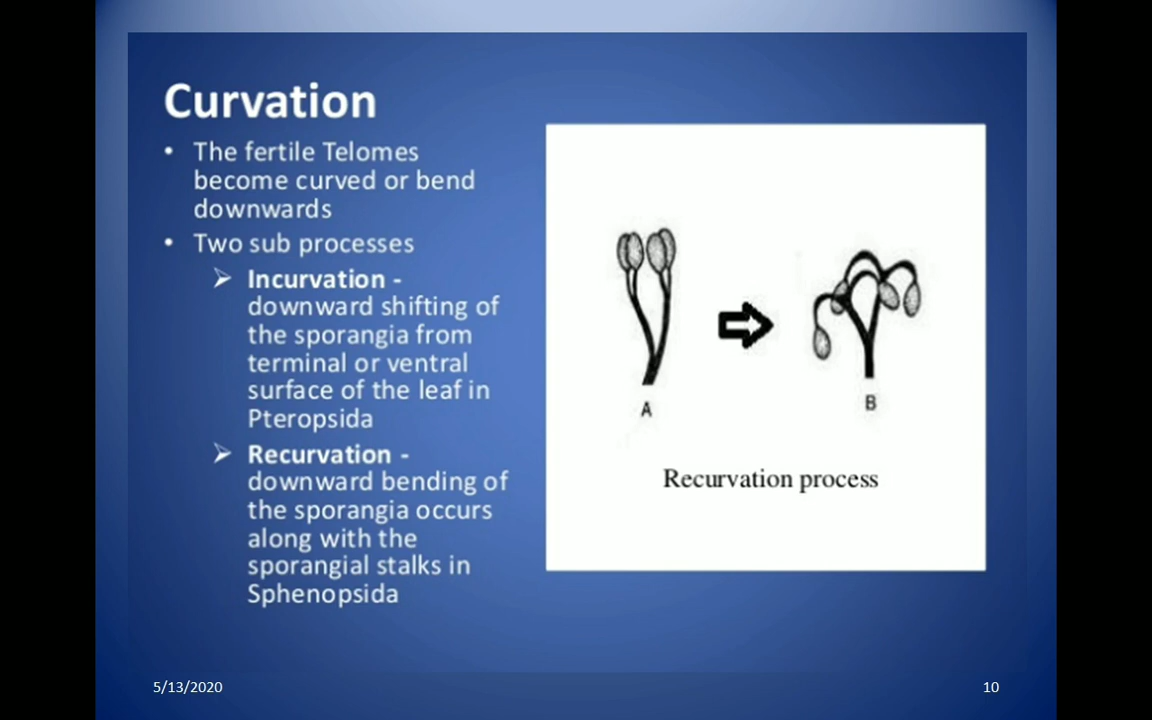 Curvation
• The fertile Telomes
become curved or bend
downwards
• Two sub processes
➢ Incurvation -
downward shifting of
the sporangia from
terminal or ventral
surface of the leaf in
Pteropsida
➢ Recurvation -
downward bending of
the sporangia occurs
along with the
sporangial stalks in
Sphenopsida
A
B
Recurvation process
5/13/2020
10